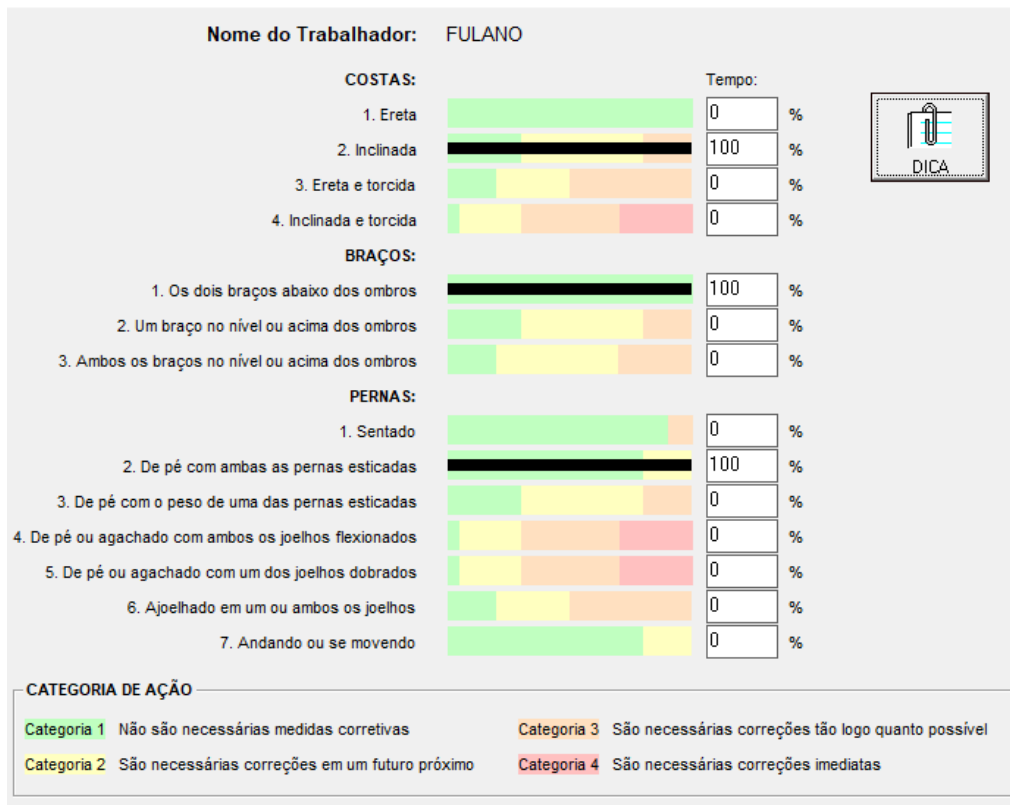 Nome do Trabalhador: FULANO
COSTAS: Tempo:
1. Ereta 0 %
2. Inclinada 100 %
3. Ereta e torcida 0 %
4. Inclinada e torcida 0 %
DICA
BRAÇOS:
1. Os dois braços abaixo dos ombros 100 %
2. Um braço no nível ou acima dos ombros 0 %
3. Ambos os braços no nível ou acima dos ombros 0 %
PERNAS:
1. Sentado 0 %
2. De pé com ambas as pernas esticadas 100 %
3. De pé com o peso de uma das pernas esticadas 0 %
4. De pé ou agachado com ambos os joelhos flexionados 0 %
5. De pé ou agachado com um dos joelhos dobrados 0 %
6. Ajoelhado em um ou ambos os joelhos 0 %
7. Andando ou se movendo 0 %
CATEGORIA DE AÇÃO
Categoria 1 Não são necessárias medidas corretivas
Categoria 3 São necessárias correções tão logo quanto possível
Categoria 2 São necessárias correções em um futuro próximo
Categoria 4 São necessárias correções imediatas